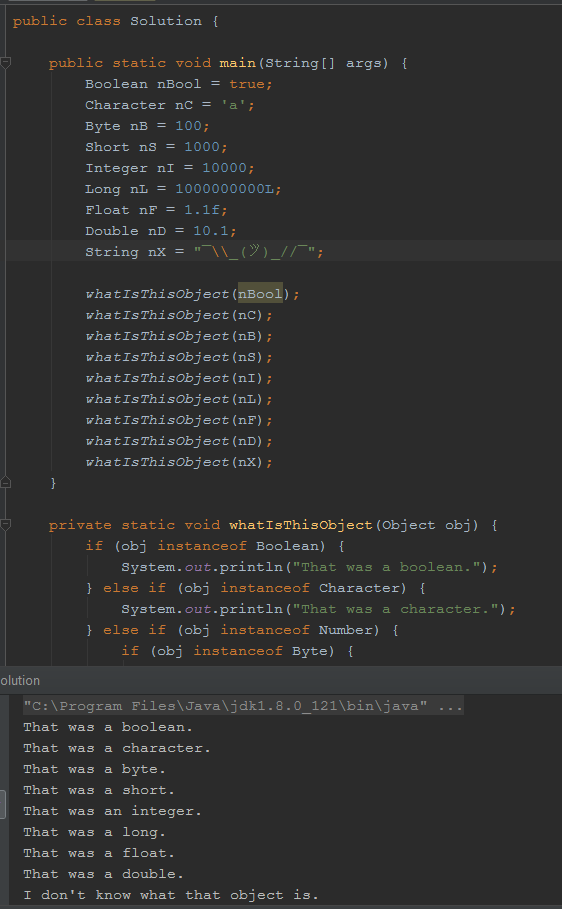 public class Solution {
public static void main(String[] args) {
Boolean nBool = true;
Character nC = 'a';
Byte nB = 100;
Short nS = 1000;
Integer nI = 10000;
Long nL = 1000000000L;
Float nF = 1.1f;
Double nD = 10.1;
String nX = "¯\\_(ツ)_//¯";
whatIsThisObject(nBool);
whatIsThisObject(nC);
whatIsThisObject(nB);
whatIsThisObject(nS);
whatIsThisObject(nI);
whatIsThisObject(nL);
whatIsThisObject(nF);
whatIsThisObject(nD);
whatIsThisObject(nX);
}
private static void whatIsThisObject(Object obj) {
if (obj instanceof Boolean) {
System.out.println("That was a boolean.");
} else if (obj instanceof Character) {
System.out.println("That was a character.");
} else if (obj instanceof Number) {
if (obj instanceof Byte) {
olution
"C:\Program Files\Java\jdk1.8.0_121\bin\java" ...
That was a boolean.
That was a character.
That was a byte.
That was a short.
That was an integer.
That was a long.
That was a float.
That was a double.
I don't know what that object is.